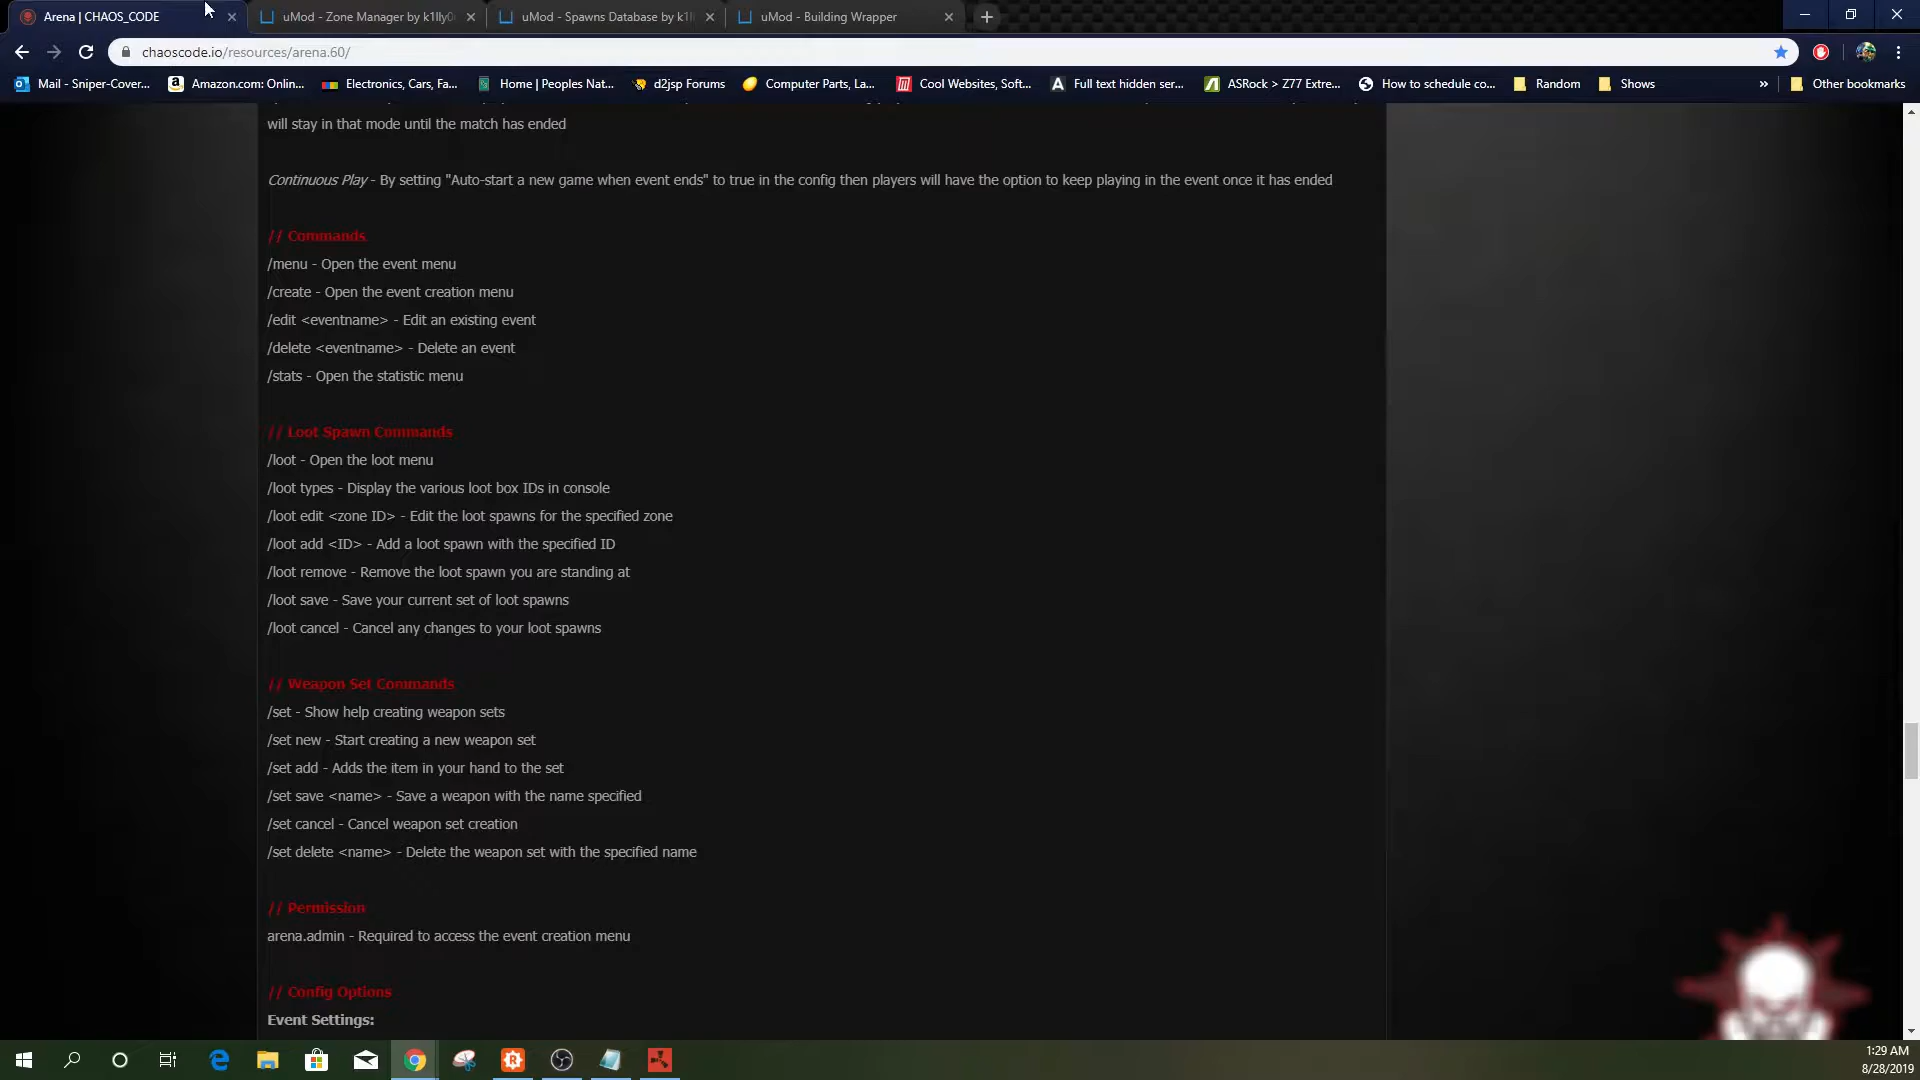 Arena | CHAOS_CODE
uMod - Zone Manager by k1lly0
uMod - Spawns Database by k1l
uMod - Building Wrapper
chaoscode.io/resources/arena.60/
Mail - Sniper-Cover...
Amazon.com: Onlin...
Electronics, Cars, Fa...
Home | Peoples Nat...
d2jsp Forums
Computer Parts, La...
Cool Websites, Soft...
Full text hidden ser...
ASRock > Z77 Extre...
How to schedule co...
Random
Shows
»
Other bookmarks
will stay in that mode until the match has ended
Continuous Play - By setting "Auto-start a new game when event ends" to true in the config then players will have the option to keep playing in the event once it has ended
// Commands
/menu - Open the event menu
/create - Open the event creation menu
/edit <eventname> - Edit an existing event
/delete <eventname> - Delete an event
/stats - Open the statistic menu
// Loot Spawn Commands
/loot - Open the loot menu
/loot types - Display the various loot box IDs in console
/loot edit <zone ID> - Edit the loot spawns for the specified zone
/loot add <ID> - Add a loot spawn with the specified ID
/loot remove - Remove the loot spawn you are standing at
/loot save - Save your current set of loot spawns
/loot cancel - Cancel any changes to your loot spawns
// Weapon Set Commands
/set - Show help creating weapon sets
/set new - Start creating a new weapon set
/set add - Adds the item in your hand to the set
/set save <name> - Save a weapon with the name specified
/set cancel - Cancel weapon set creation
/set delete <name> - Delete the weapon set with the specified name
// Permission
arena.admin - Required to access the event creation menu
// Config Options
Event Settings:
1:29 AM
8/28/2019